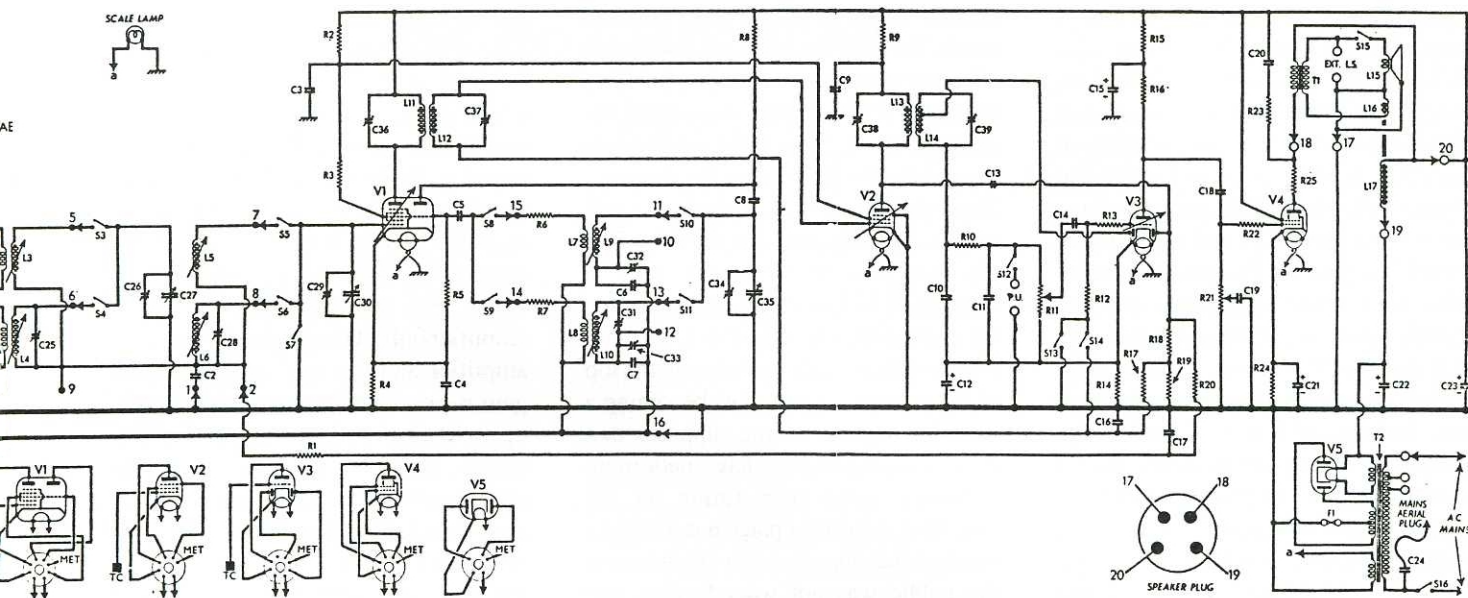 SCALE LAMP
a
AE
L3
L4
C25
5
6
S3
S4
9
C26
C27
7
8
L5
L6
C28
C2
1
2
S5
S6
S7
C29
C30
R1
R2
C3
R3
C36
L11
L12
C37
V1
a
R4
R5
C4
C5
S8
S9
15
14
R6
R7
L7
L8
L9
L10
C32
C6
C31
C33
C7
11
10
13
12
16
S10
S11
C34
C35
R8
C8
R9
C9
C38
L13
L14
C39
V2
a
C13
R10
C10
C11
C12
S12
P.U.
R11
C14
R13
R12
S13
S14
V3
a
R14
C16
R17
R18
R19
C17
R20
R15
C15
R16
C18
R22
R21
C19
V4
a
R24
C21
C20
R23
R25
T1
18
17
EXT. L.S.
S15
L15
L16
L17
19
20
C22
C23
V1
MET
V2
TC
MET
V3
TC
MET
V4
MET
V5
MET
17
18
20
19
SPEAKER PLUG
V5
T2
F1
a
MAINS
AERIAL
PLUG
C24
S16
A C
MAINS